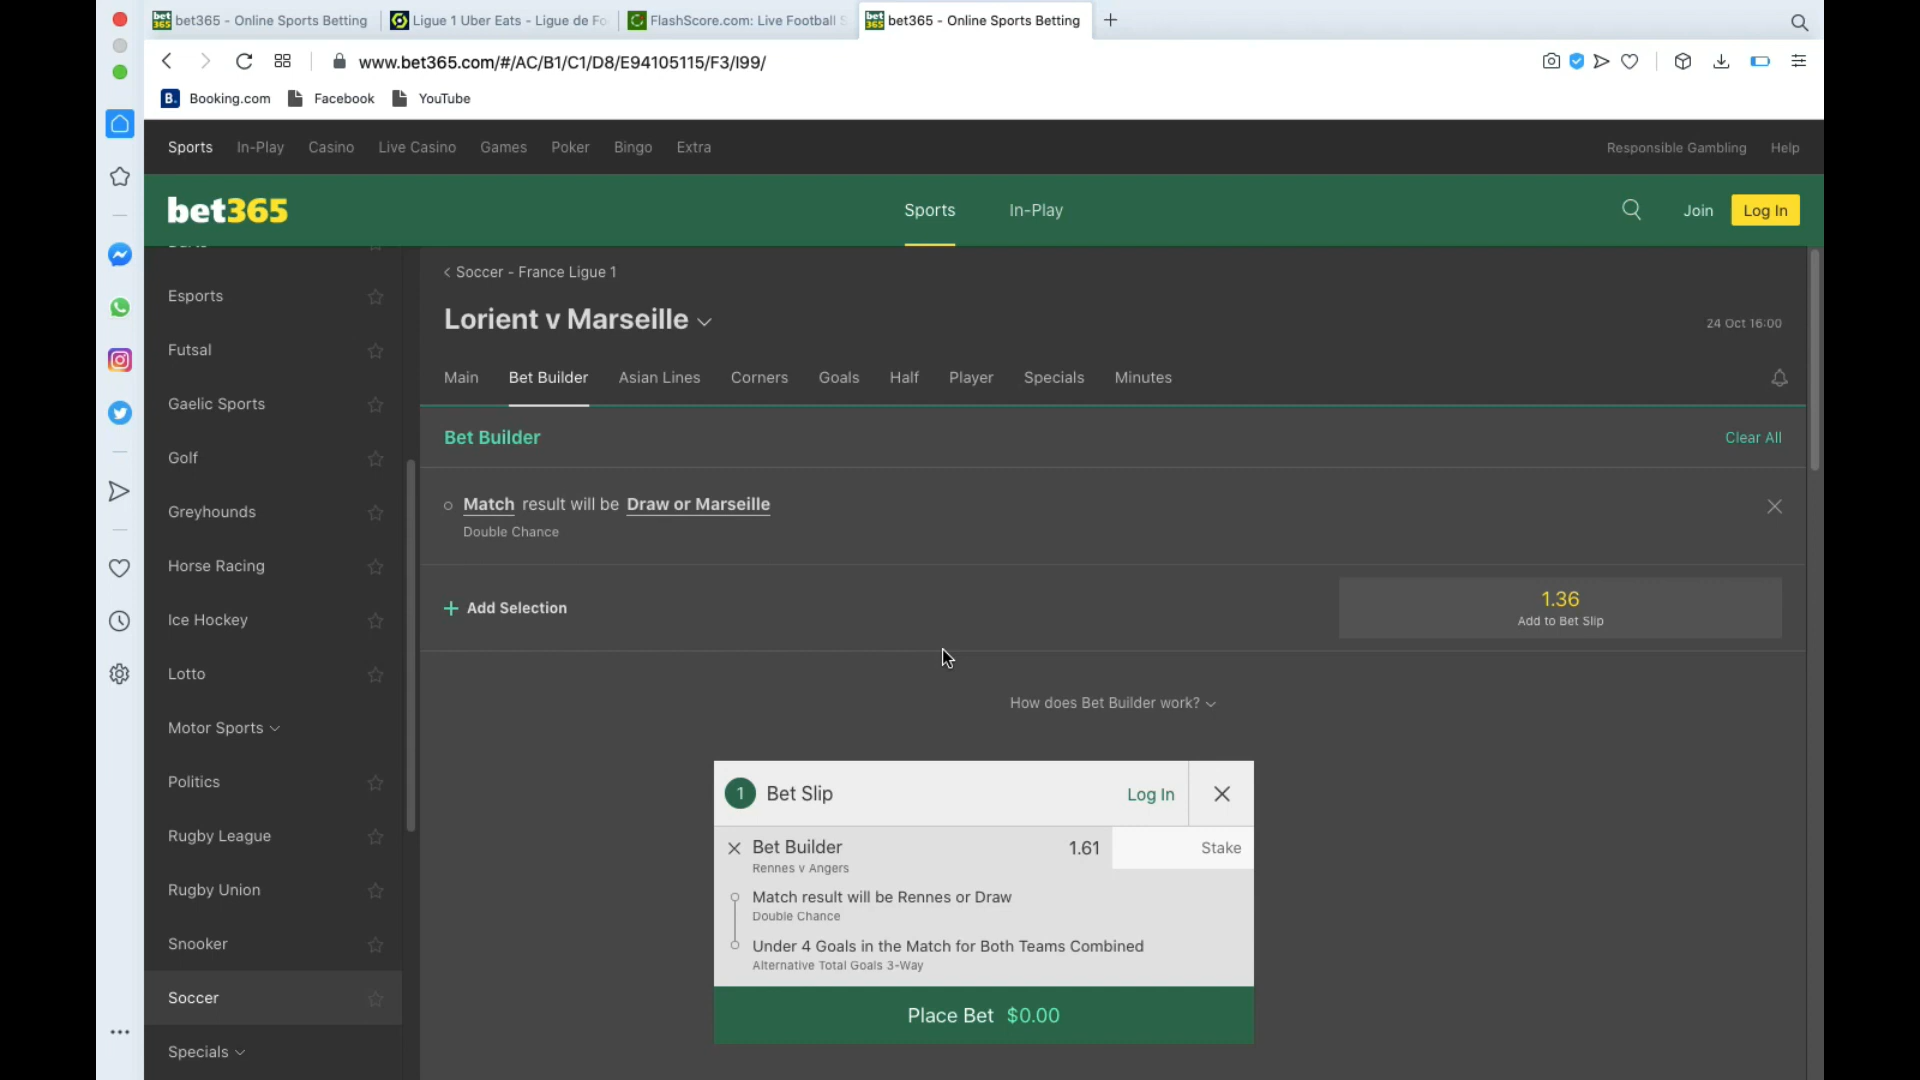 bet365 - Online Sports Betting
Ligue 1 Uber Eats - Ligue de Fo
FlashScore.com: Live Football S
bet365 - Online Sports Betting
www.bet365.com/#/AC/B1/C1/D8/E94105115/F3/I99/
B. Booking.com Facebook YouTube
Sports In-Play Casino Live Casino Games Poker Bingo Extra Responsible Gambling Help
bet365 Sports In-Play Join Log In
Esports
Futsal
Gaelic Sports
Golf
Greyhounds
Horse Racing
Ice Hockey
Lotto
Motor Sports
Politics
Rugby League
Rugby Union
Snooker
Soccer
Specials
Soccer - France Ligue 1
Lorient v Marseille
24 Oct 16:00
Main Bet Builder Asian Lines Corners Goals Half Player Specials Minutes
Bet Builder Clear All
Match result will be Draw or Marseille
Double Chance
Add Selection
1.36
Add to Bet Slip
How does Bet Builder work?
1 Bet Slip Log In
Bet Builder 1.61 Stake
Rennes v Angers
Match result will be Rennes or Draw
Double Chance
Under 4 Goals in the Match for Both Teams Combined
Alternative Total Goals 3-Way
Place Bet $0.00